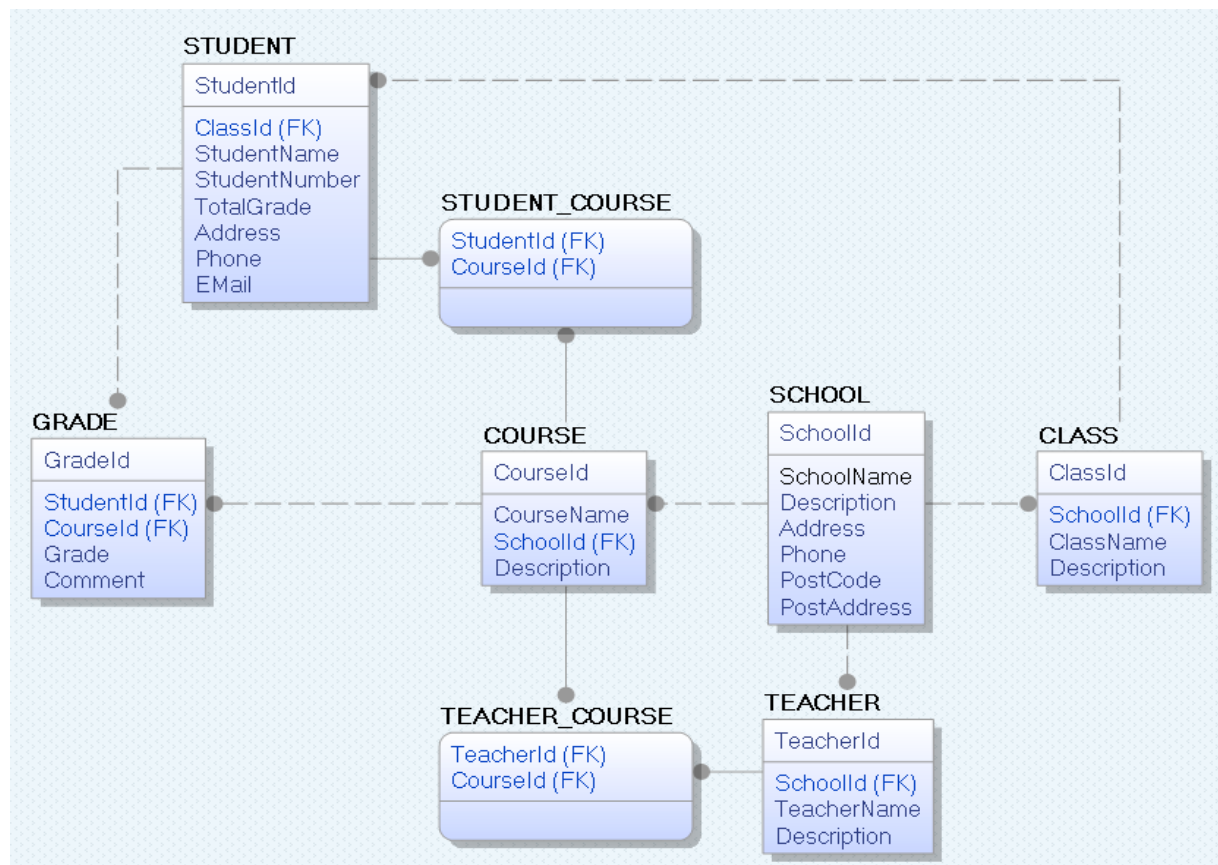 STUDENT
StudentId
ClassId (FK)
StudentName
StudentNumber
TotalGrade
Address
Phone
EMail
STUDENT_COURSE
StudentId (FK)
CourseId (FK)
GRADE
GradeId
StudentId (FK)
CourseId (FK)
Grade
Comment
COURSE
CourseId
CourseName
SchoolId (FK)
Description
SCHOOL
SchoolId
SchoolName
Description
Address
Phone
PostCode
PostAddress
CLASS
ClassId
SchoolId (FK)
ClassName
Description
TEACHER_COURSE
TeacherId (FK)
CourseId (FK)
TEACHER
TeacherId
SchoolId (FK)
TeacherName
Description